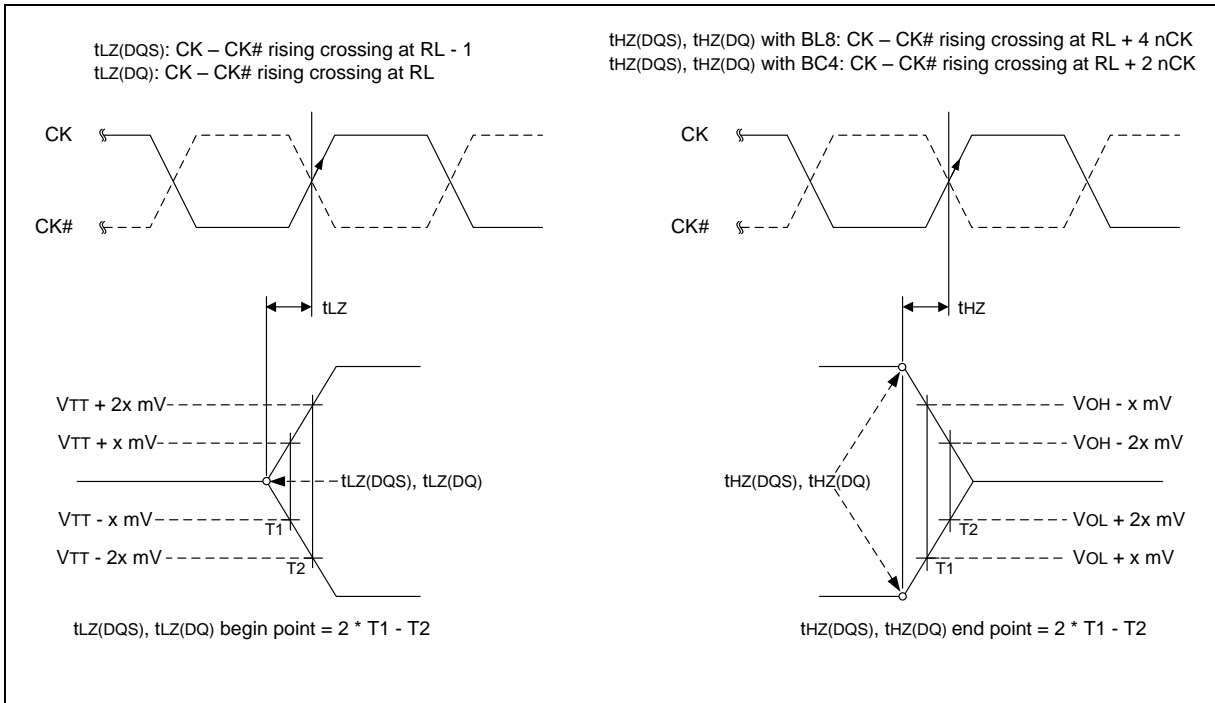 tLZ(DQS): CK – CK# rising crossing at RL - 1
tLZ(DQ): CK – CK# rising crossing at RL
tHZ(DQS), tHZ(DQ) with BL8: CK – CK# rising crossing at RL + 4 nCK
tHZ(DQS), tHZ(DQ) with BC4: CK – CK# rising crossing at RL + 2 nCK
CK
CK#
tLZ
VTT + 2x mV
VTT + x mV
tLZ(DQS), tLZ(DQ)
VTT - x mV
T1
VTT - 2x mV
T2
tLZ(DQS), tLZ(DQ) begin point = 2 * T1 - T2
CK
CK#
tHZ
VOH - x mV
VOH - 2x mV
tHZ(DQS), tHZ(DQ)
VOL + 2x mV
T2
VOL + x mV
T1
tHZ(DQS), tHZ(DQ) end point = 2 * T1 - T2